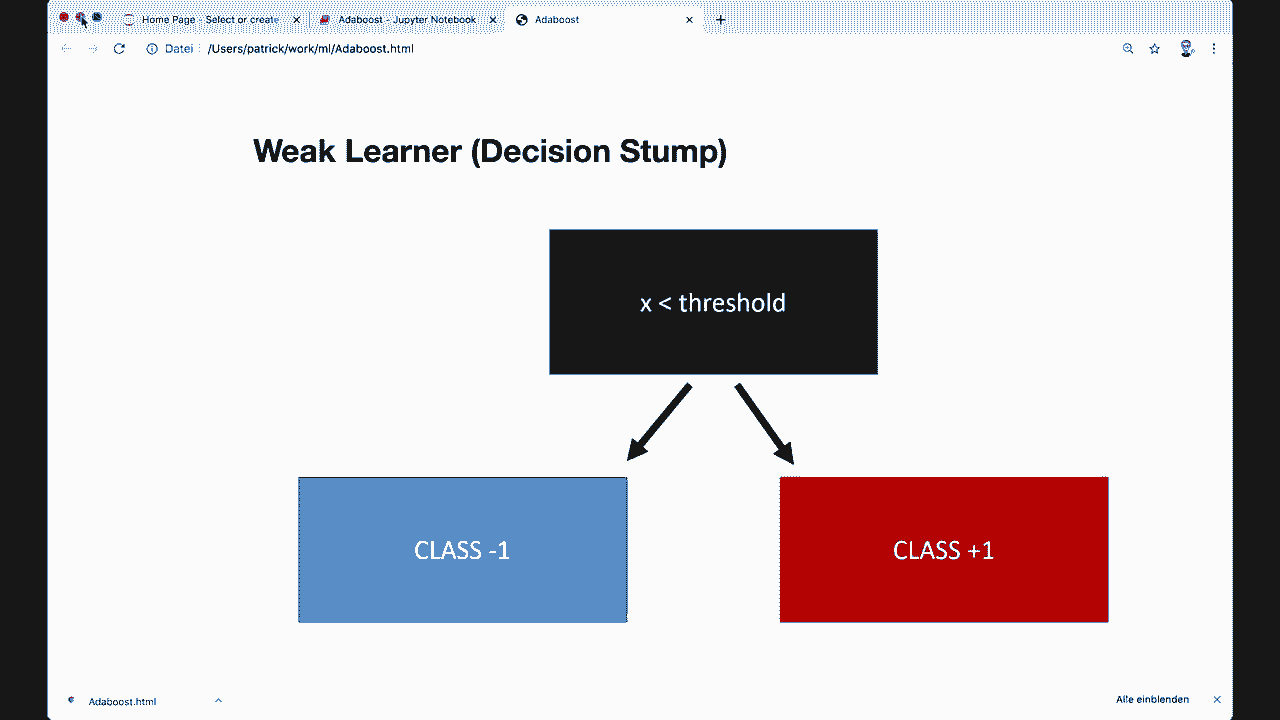 Home Page - Select or create
Adaboost - Jupyter Notebook
Adaboost
Datei
/Users/patrick/work/ml/Adaboost.html
Weak Learner (Decision Stump)
x < threshold
CLASS -1
CLASS +1
Adaboost.html
Alle einblenden